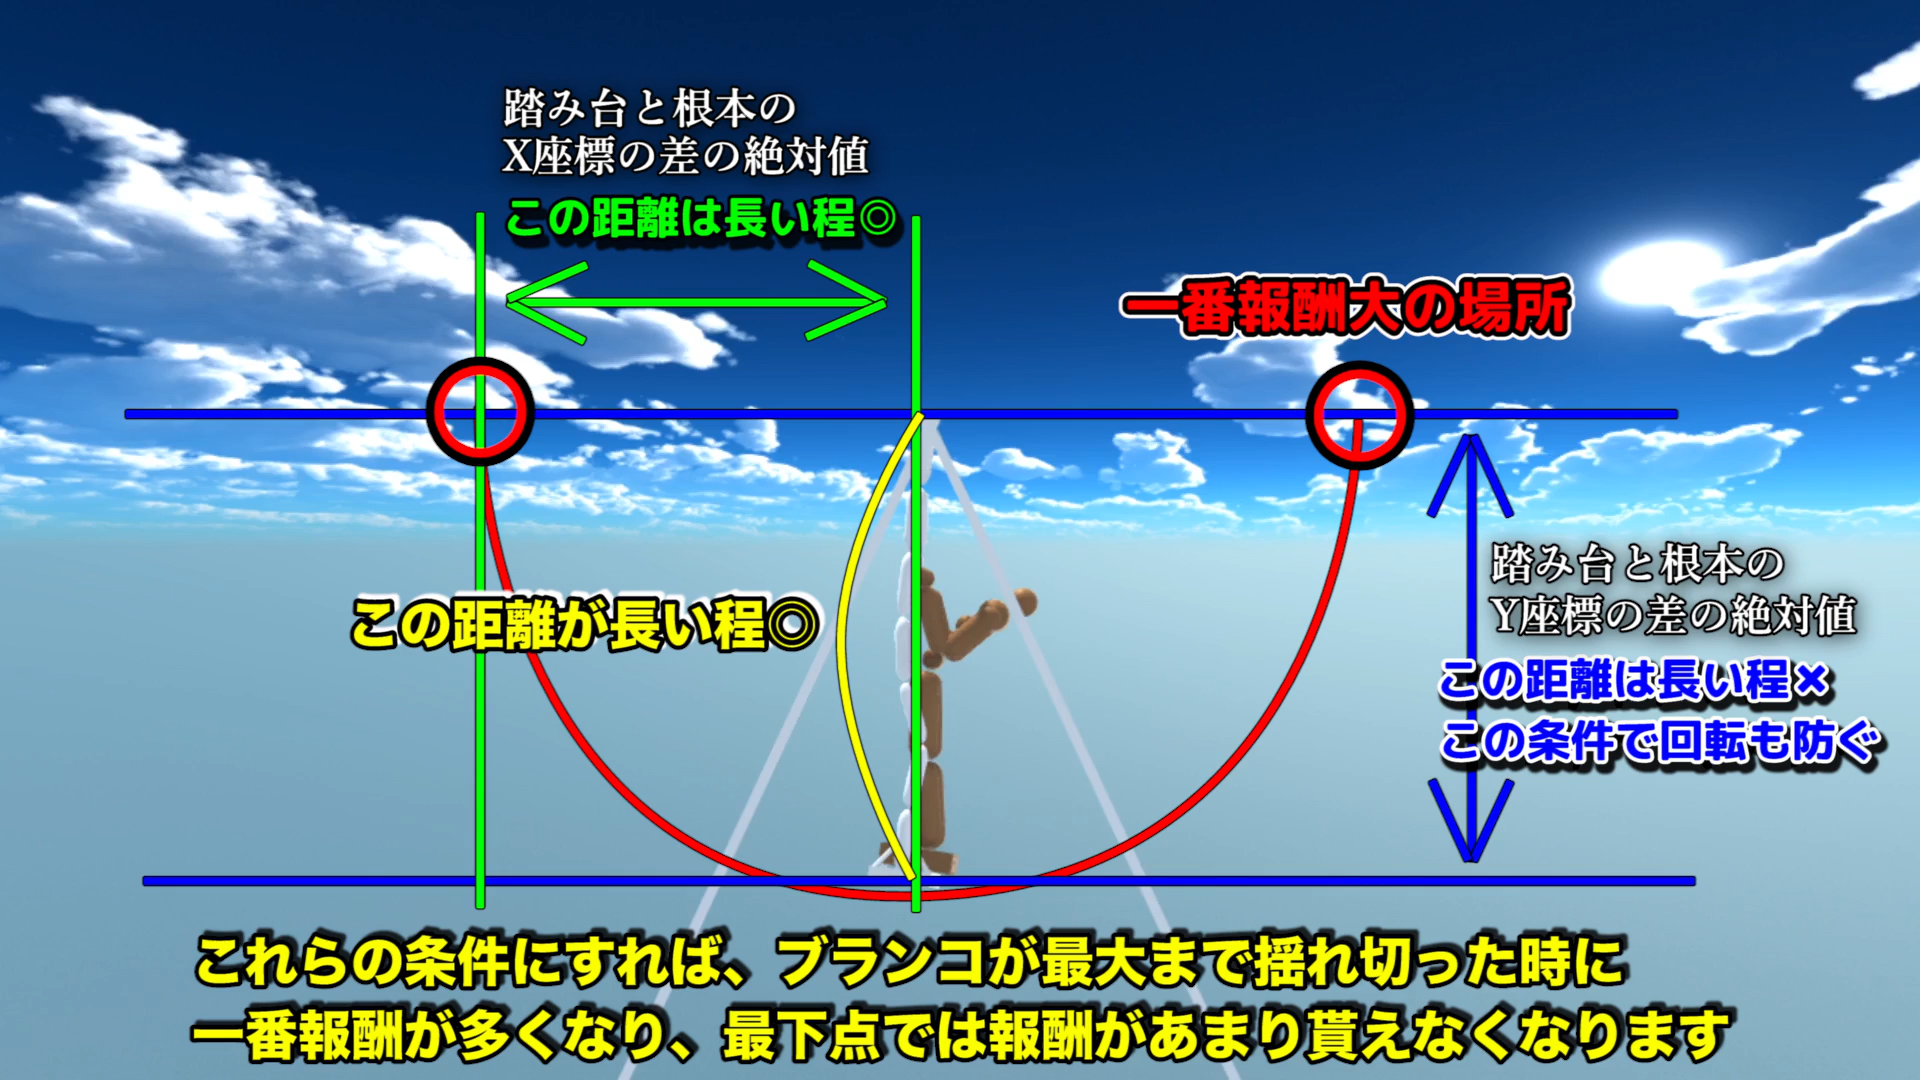 踏み台と根本の
X座標の差の絶対値
この距離は長い程◎
一番報酬大の場所
この距離が長い程◎
踏み台と根本の
Y座標の差の絶対値
この距離は長い程×
この条件で回転も防ぐ
これらの条件にすれば、ブランコが最大まで揺れ切った時に
一番報酬が多くなり、最下点では報酬があまり貰えなくなります